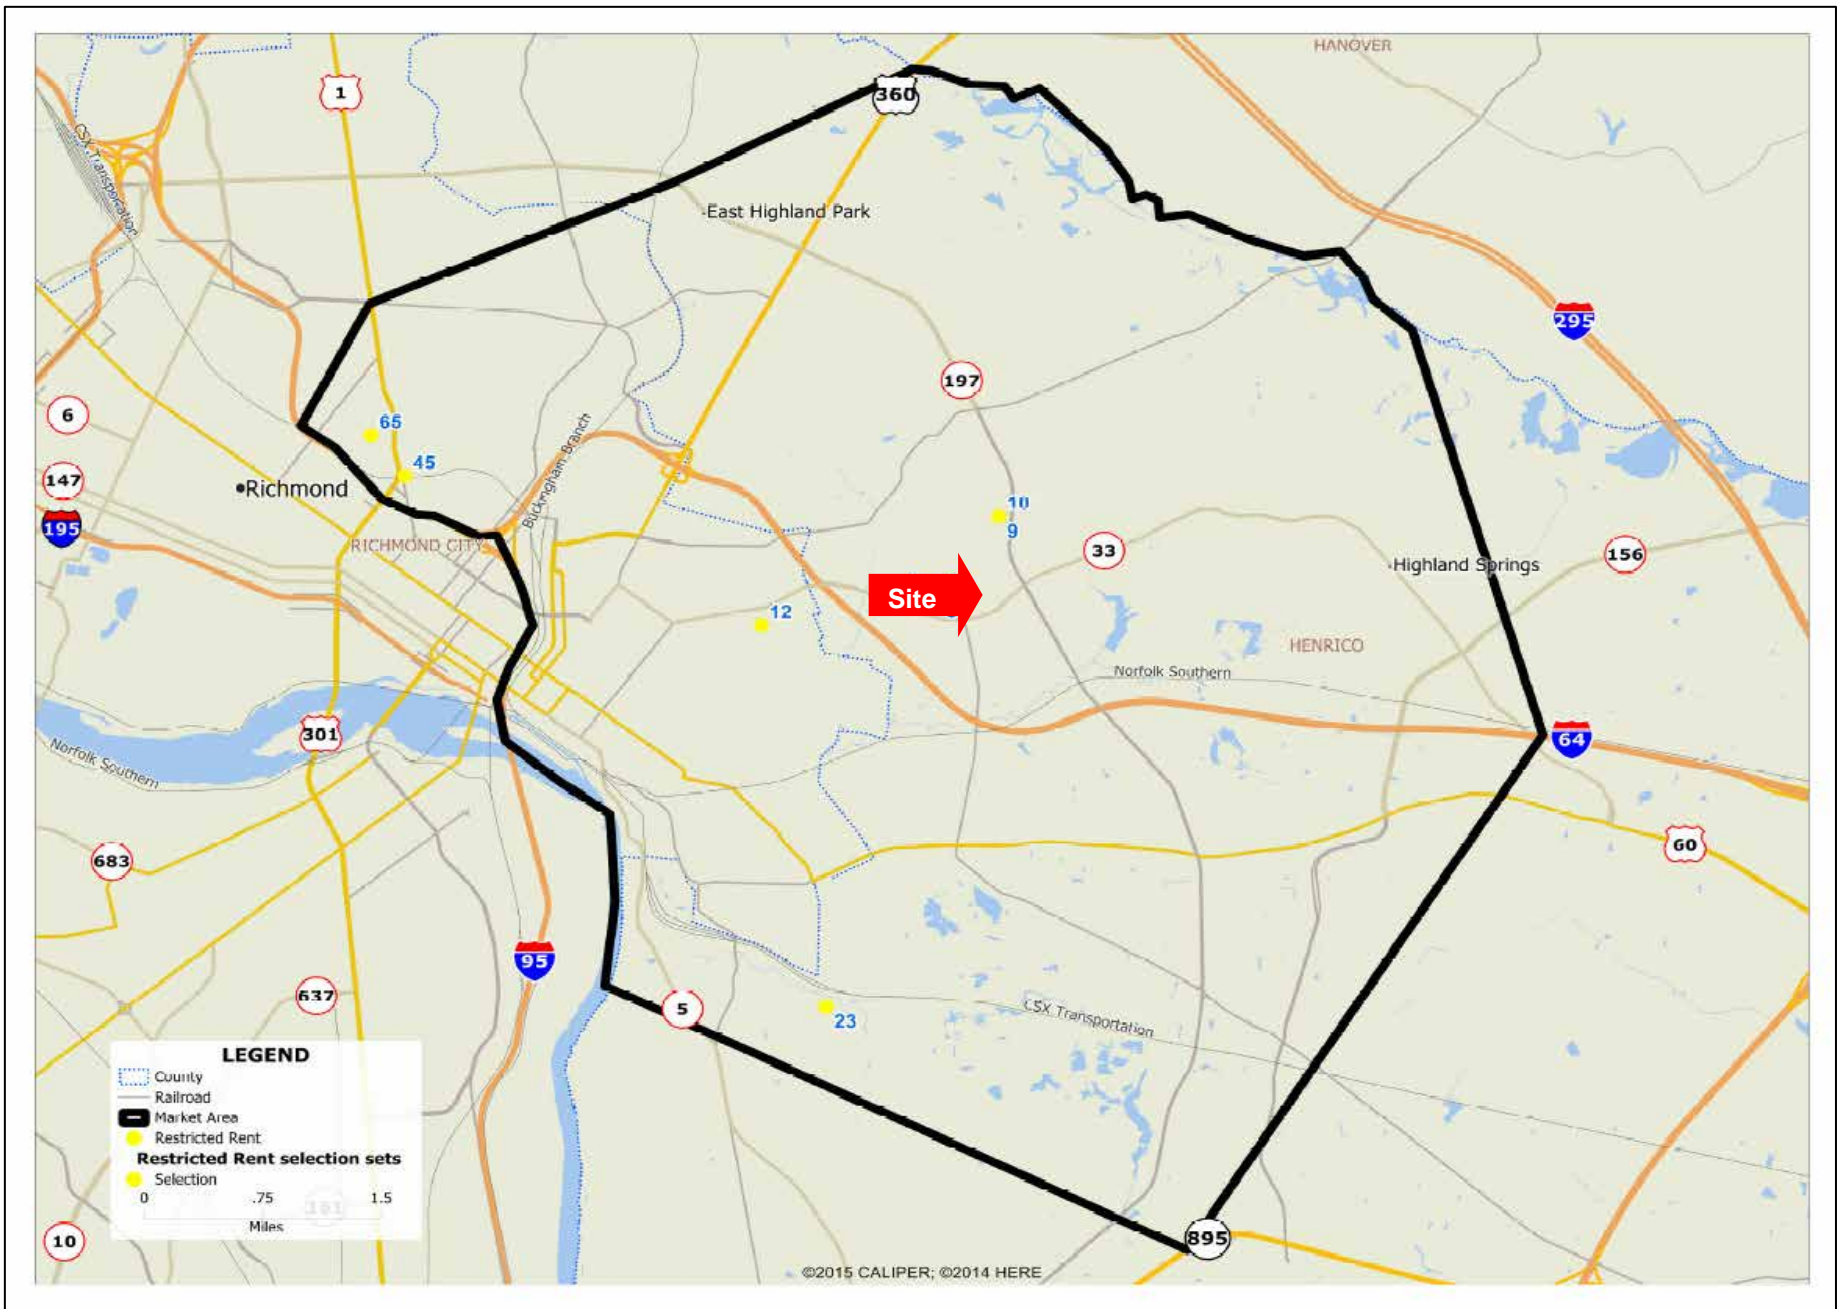 HANOVER
1
360
CSX Transportation
East Highland Park
295
197
6
65
45
147
Richmond
Buckingham Branch
195
RICHMOND CITY
10
9
33
156
Highland Springs
Site
12
HENRICO
Norfolk Southern
301
64
Norfolk Southern
60
683
95
637
5
23
CSX Transportation
LEGEND
County
Railroad
Market Area
Restricted Rent
Restricted Rent selection sets
Selection
0 .75 1.5
Miles
10
895
©2015 CALIPER; ©2014 HERE